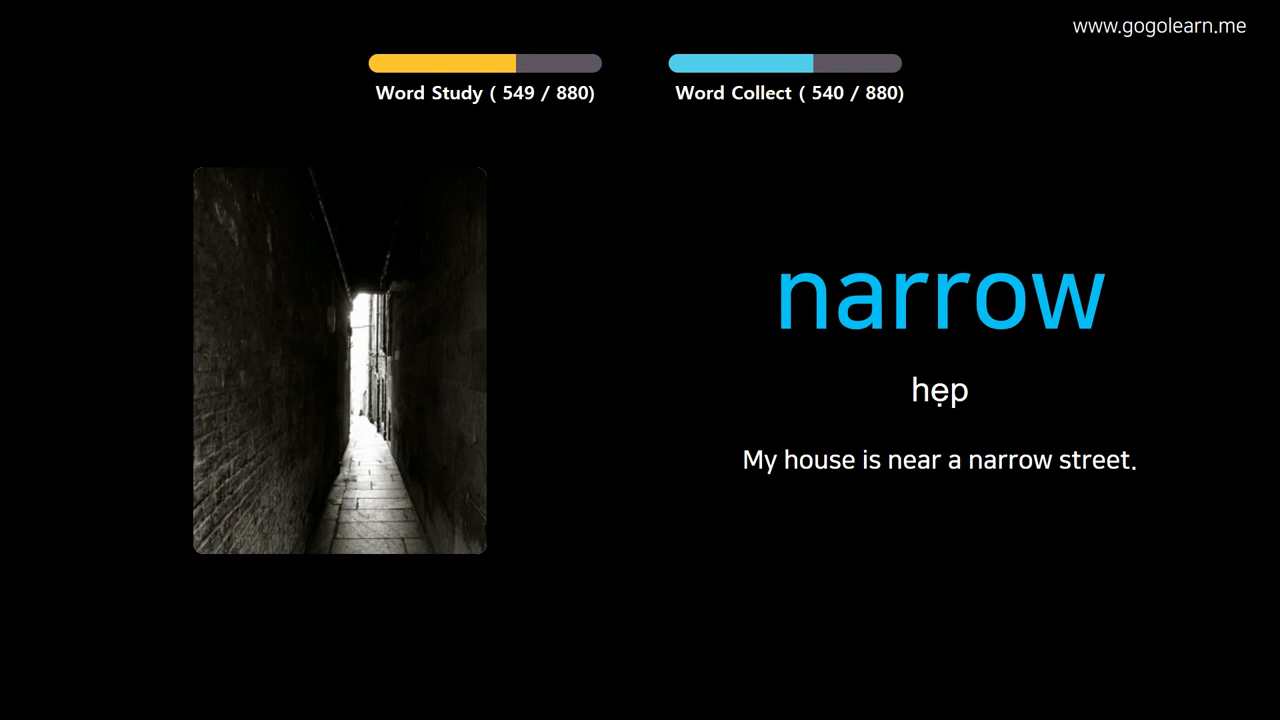 www.gogolearn.me
Word Study ( 549 / 880)
Word Collect ( 540 / 880)
narrow
hẹp
My house is near a narrow street.